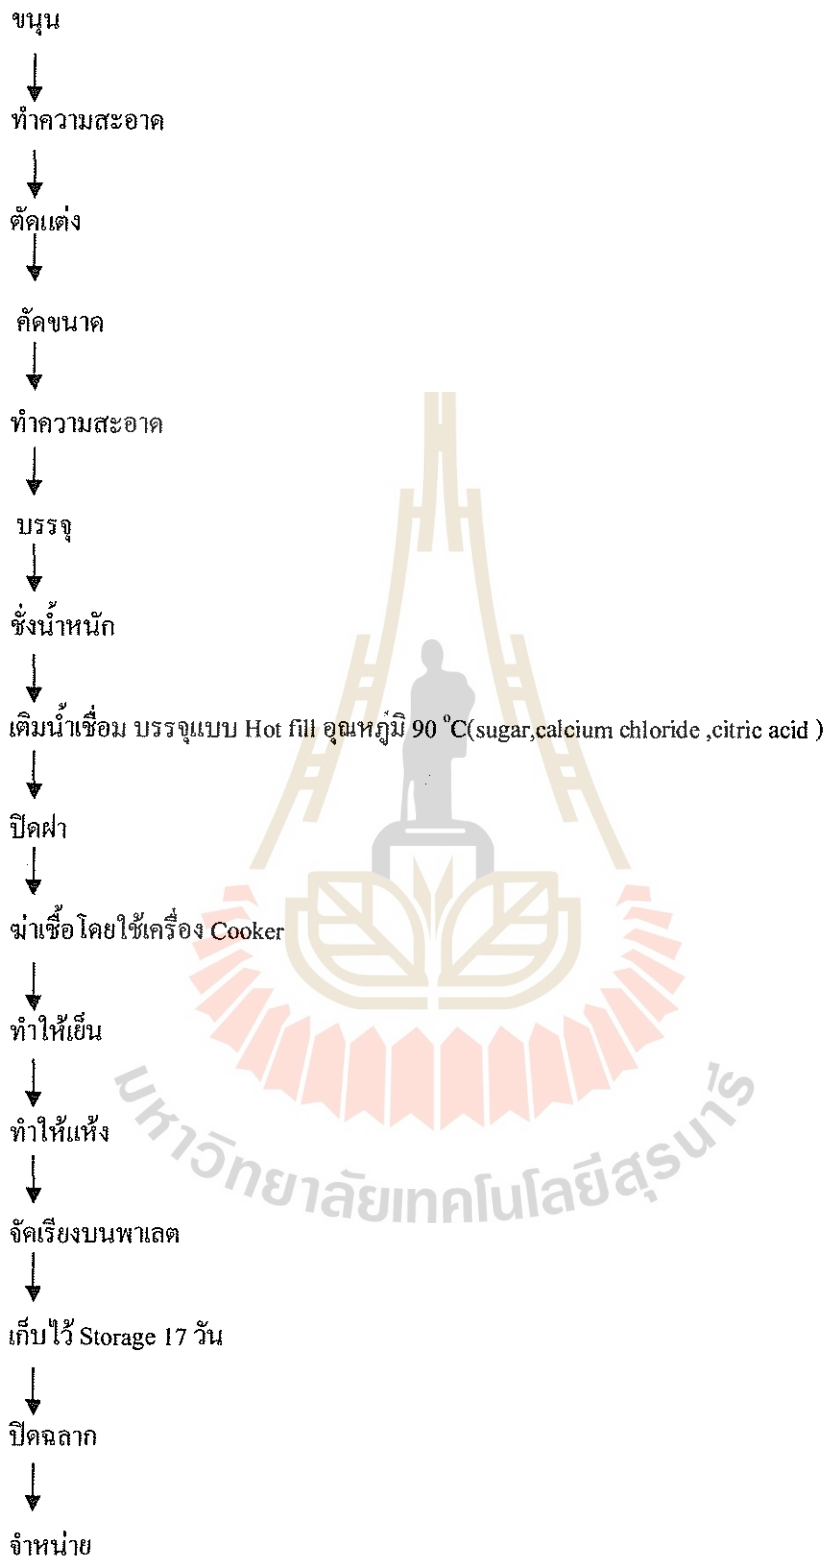 ขนุน
ทำความสะอาด
ตัดแต่ง
คัดขนาด
ทำความสะอาด
บรรจุ
ชั่งน้ำหนัก
เติมน้ำเชื่อม บรรจุแบบ Hot fill อุณหภูมิ 90 °C(sugar,calcium chloride ,citric acid )
ปิดฝา
ฆ่าเชื้อโดยใช้เครื่อง Cooker
ทำให้เย็น
ทำให้แห้ง
มหาวิทยาลัยเทคโนโลยีสุรนารี
จัดเรียงบนพาเลต
เก็บไว้ Storage 17 วัน
ปิดฉลาก
จำหน่าย